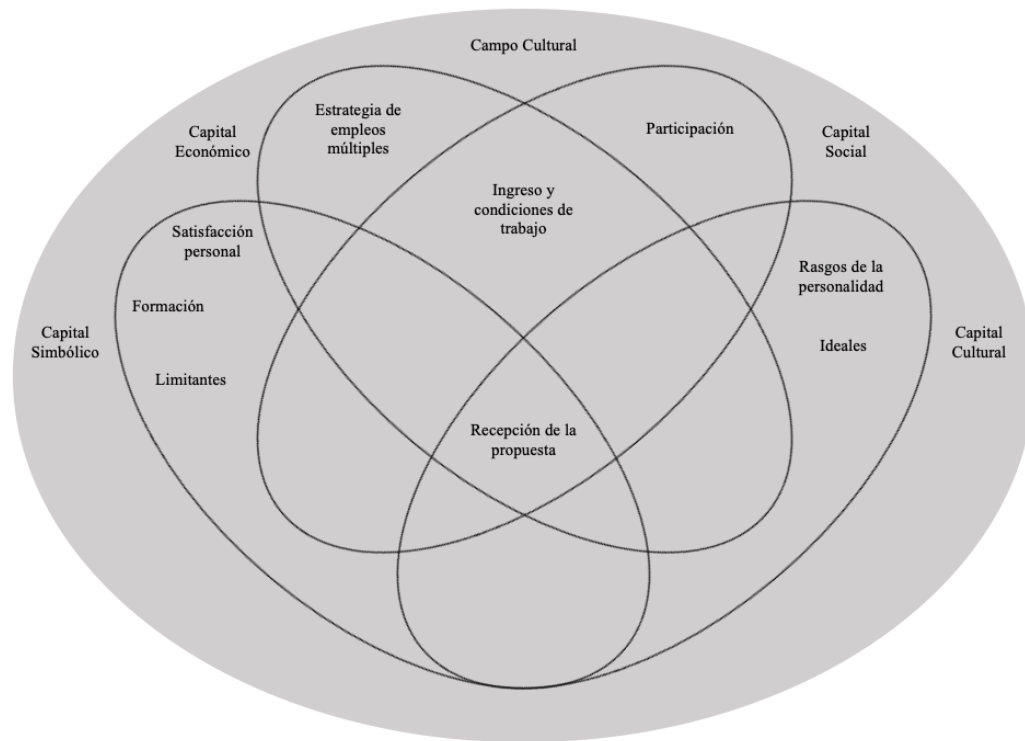 Campo Cultural
Capital
Económico
Estrategia de
empleos
múltiples
Participación
Capital
Social
Ingreso y
condiciones de
trabajo
Satisfacción
personal
Rasgos de la
personalidad
Formación
Capital
Simbólico
Ideales
Capital
Cultural
Limitantes
Recepción de la
propuesta